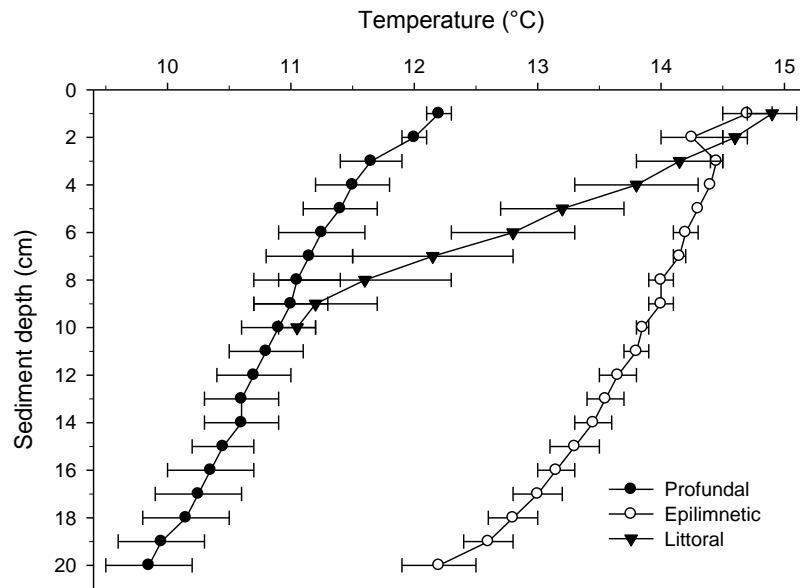 Temperature (°C)
10 11 12 13 14 15
Sediment depth (cm)
0
2
4
6
8
10
12
14
16
18
20
Profundal
Epilimnetic
Littoral